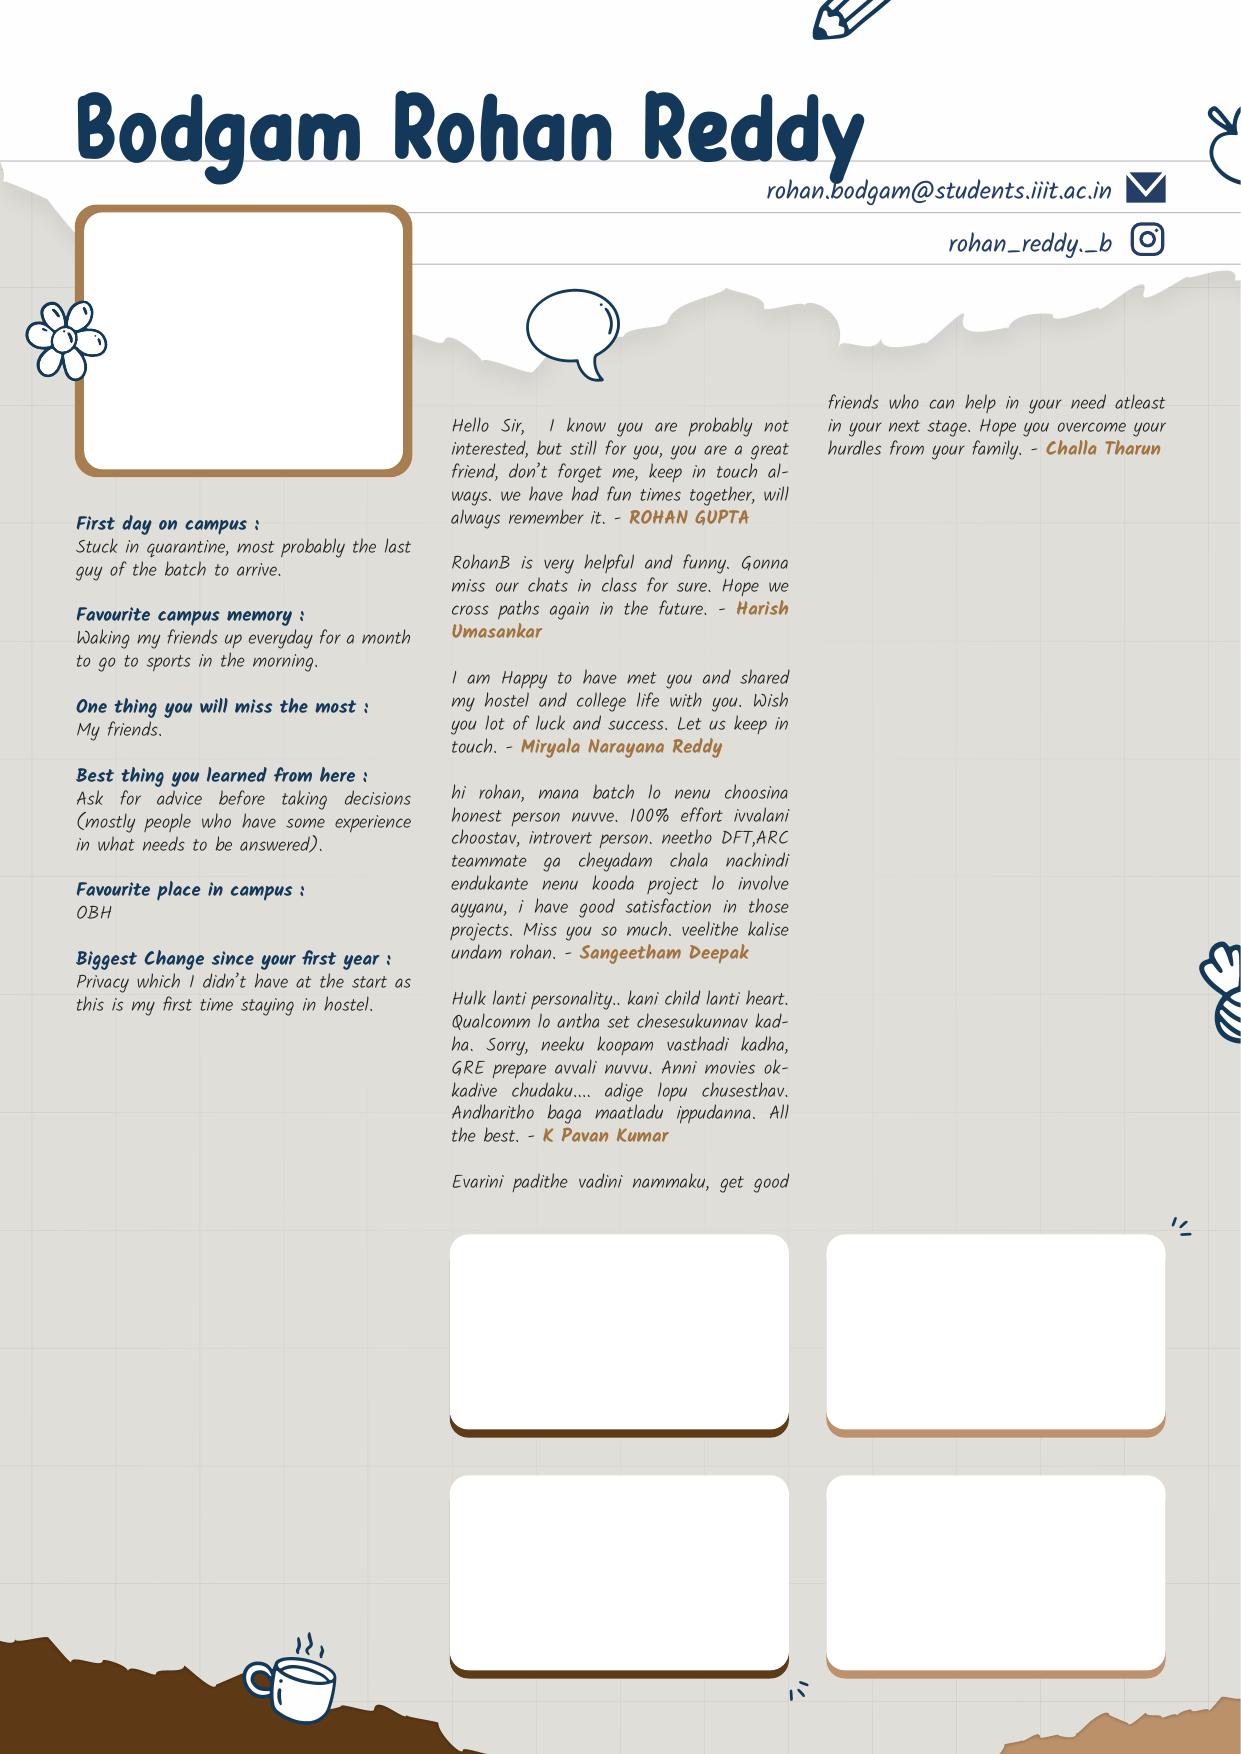 Bodgam Rohan Reddy
rohan.bodgam@students.iiit.ac.in
rohan_reddy._b
First day on campus :
Stuck in quarantine, most probably the last
guy of the batch to arrive.
Favourite campus memory :
Waking my friends up everyday for a month
to go to sports in the morning.
One thing you will miss the most :
My friends.
Best thing you learned from here :
Ask for advice before taking decisions
(mostly people who have some experience
in what needs to be answered).
Favourite place in campus :
OBH
Biggest Change since your first year :
Privacy which I didn't have at the start as
this is my first time staying in hostel.
Hello Sir, I know you are probably not
interested, but still for you, you are a great
friend, don't forget me, keep in touch al-
ways. we have had fun times together, will
always remember it. - ROHAN GUPTA
RohanB is very helpful and funny. Gonna
miss our chats in class for sure. Hope we
cross paths again in the future. - Harish
Umasankar
I am Happy to have met you and shared
my hostel and college life with you. Wish
you lot of luck and success. Let us keep in
touch. - Miryala Narayana Reddy
hi rohan, mana batch lo nenu choosina
honest person nuvve. 100% effort ivvalani
choostav, introvert person. neetho DFT,ARC
teammate ga cheyadam chala nachindi
endukante nenu kooda project lo involve
ayyanu, i have good satisfaction in those
projects. Miss you so much. veelithe kalise
undam rohan. - Sangeetham Deepak
Hulk lanti personality.. kani child lanti heart.
Qualcomm lo antha set chesesukunnav kad-
ha. Sorry, neeku koopam vasthadi kadha,
GRE prepare avvali nuvvu. Anni movies ok-
kadive chudaku.... adige lopu chusesthav.
Andharitho baga maatladu ippudanna. All
the best. - K Pavan Kumar
Evarini padithe vadini nammaku, get good
friends who can help in your need atleast
in your next stage. Hope you overcome your
hurdles from your family. - Challa Tharun